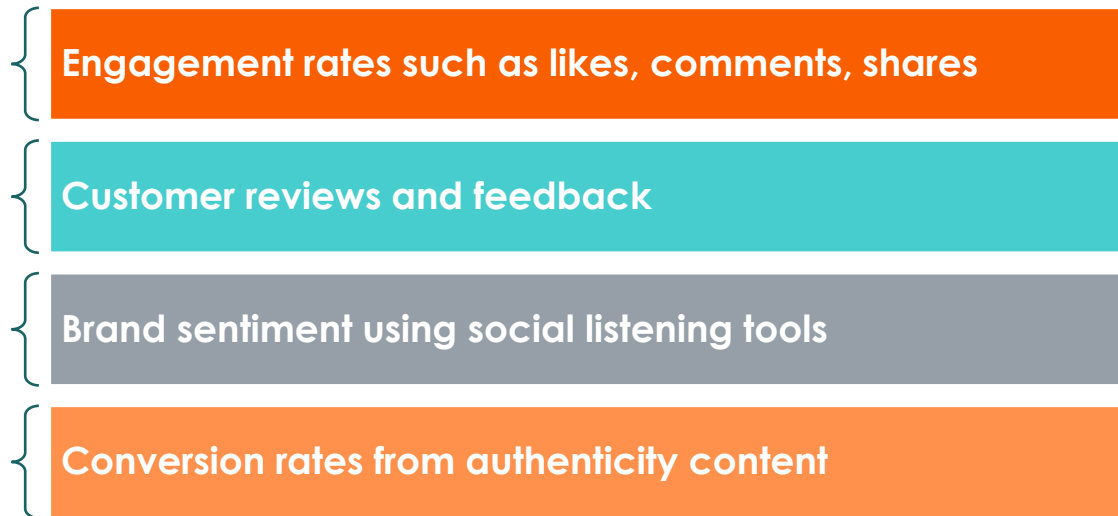 Engagement rates such as likes, comments, shares
Customer reviews and feedback
Brand sentiment using social listening tools
Conversion rates from authenticity content